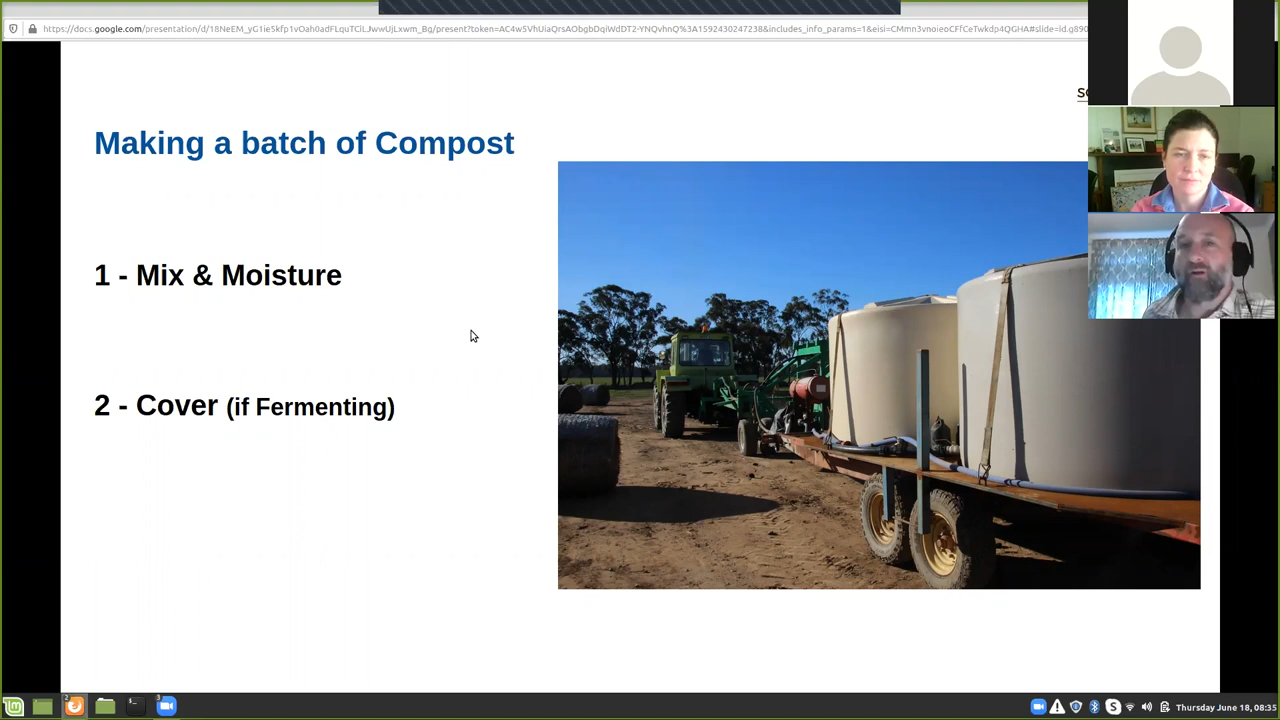 https://docs.google.com/presentation/d/18NeEM_yG1ie5kfp1vOah0adFLquTCiLJwwUjLxwm_Bg/present?token=AC4w5VhUiaQrsAObgbDqiWdDT2-YNQvhnQ%3A1592430247238&includes_info_params=1&eisi=CMmn3vnoieoCFfCeTwkdp4QGHA#slide=id.g890
Making a batch of Compost
1 - Mix & Moisture
2 - Cover (if Fermenting)
Thursday June 18, 08:35